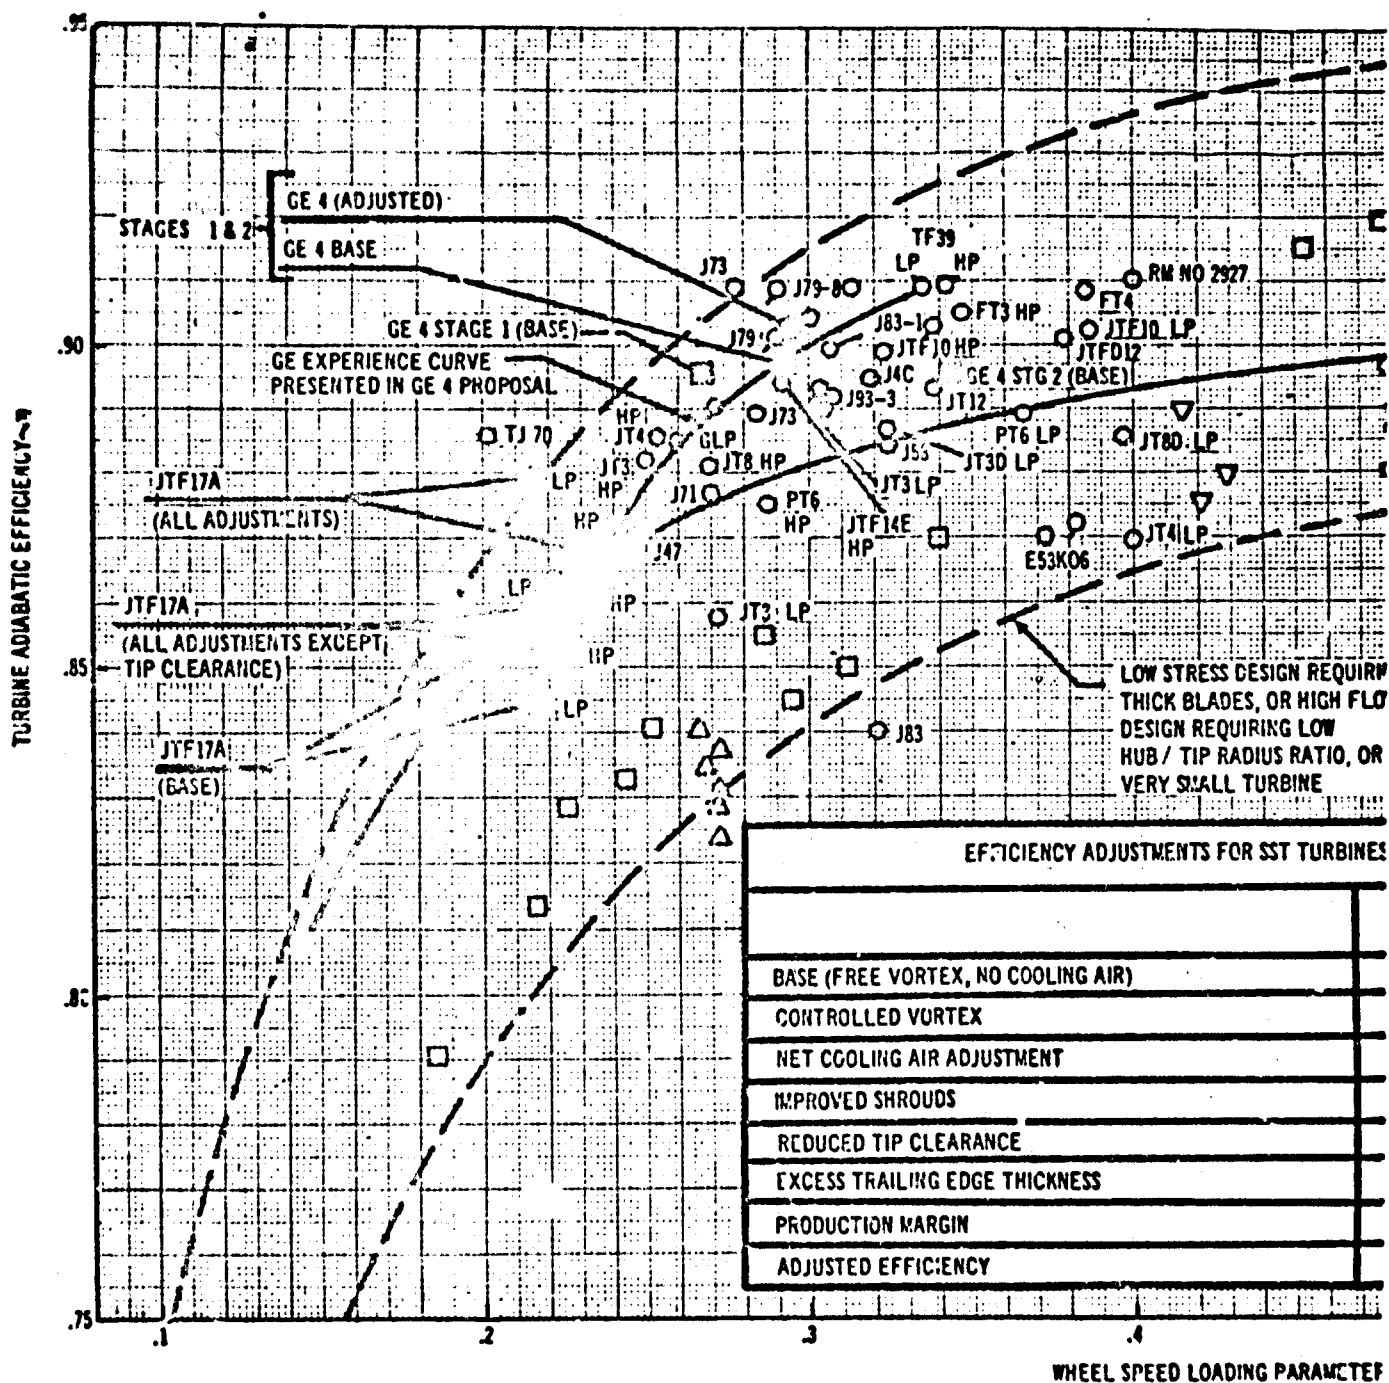 .95
GE 4 (ADJUSTED)
STAGES 1 & 2
GE 4 BASE
TF39
LP HP
J73
J79-8
RM NO 2927
FT4
GE 4 STAGE 1 (BASE)
J79
J83-1
FT3 HP
JTF10 LP
.90
GE EXPERIENCE CURVE
PRESENTED IN GE 4 PROPOSAL
JTF10 HP
JTFD12
J4C
GE 4 STG 2 (BASE)
J93-3
JT12
HP
J73
TJ 70
JT4
GLP
PT6 LP
JT8D LP
JT3
HP
JT8 HP
J53
JT3D LP
LP
JTF17A
J71
JT3 LP
(ALL ADJUSTMENTS)
HP
PT6
HP
JTF14E
HP
J47
JT4 LP
E53K06
LP
JTF17A
HP
JT3 LP
(ALL ADJUSTMENTS EXCEPT
TIP CLEARANCE)
HP
.85
LP
JTF17A
(BASE)
J83
LOW STRESS DESIGN REQUIR
THICK BLADES, OR HIGH FLO
DESIGN REQUIRING LOW
HUB / TIP RADIUS RATIO, OR
VERY SMALL TURBINE
TURBINE ADIABATIC EFFICIENCY~η
EFFICIENCY ADJUSTMENTS FOR SST TURBINES
BASE (FREE VORTEX, NO COOLING AIR)
CONTROLLED VORTEX
NET COOLING AIR ADJUSTMENT
IMPROVED SHROUDS
REDUCED TIP CLEARANCE
EXCESS TRAILING EDGE THICKNESS
PRODUCTION MARGIN
ADJUSTED EFFICIENCY
.75
.1 .2 .3 .4
WHEEL SPEED LOADING PARAMETER